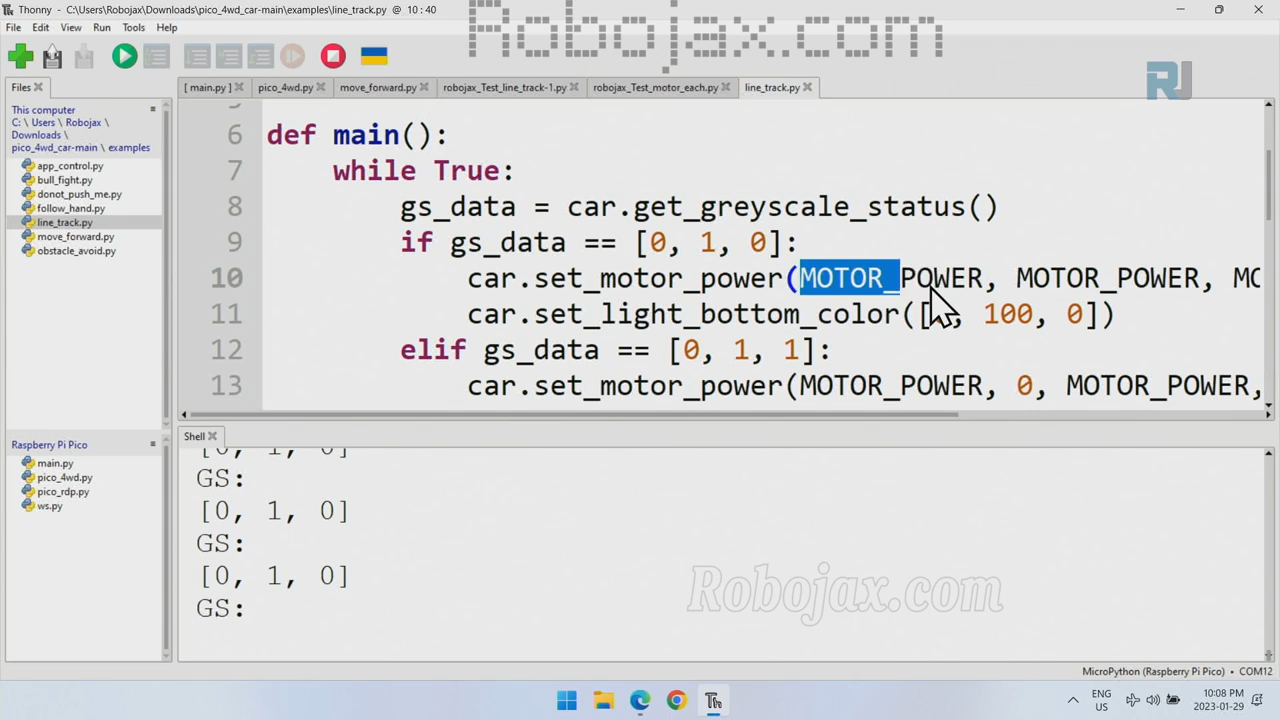 Thonny - C:\Users\Robojax\Downloads\pico_4wd_car-main\examples\line_track.py @ 10 : 40
Robojax.com
File Edit View Run Tools Help
RJ
Files
[ main.py ] pico_4wd.py move_forward.py robojax_Test_line_track-1.py robojax_Test_motor_each.py line_track.py
This computer
C: \ Users \ Robojax \
Downloads \
pico_4wd_car-main \ examples
app_control.py
bull_fight.py
donot_push_me.py
follow_hand.py
line_track.py
move_forward.py
obstacle_avoid.py
6 def main():
7 while True:
8 gs_data = car.get_greyscale_status()
9 if gs_data == [0, 1, 0]:
10 car.set_motor_power(MOTOR_POWER, MOTOR_POWER, MO
11 car.set_light_bottom_color([ , 100, 0])
12 elif gs_data == [0, 1, 1]:
13 car.set_motor_power(MOTOR_POWER, 0, MOTOR_POWER,
Raspberry Pi Pico
main.py
pico_4wd.py
pico_rdp.py
ws.py
Shell
[0, 1, 0]
GS:
[0, 1, 0]
GS:
[0, 1, 0]
GS:
Robojax.com
MicroPython (Raspberry Pi Pico) • COM12
ENG
US
10:08 PM
2023-01-29